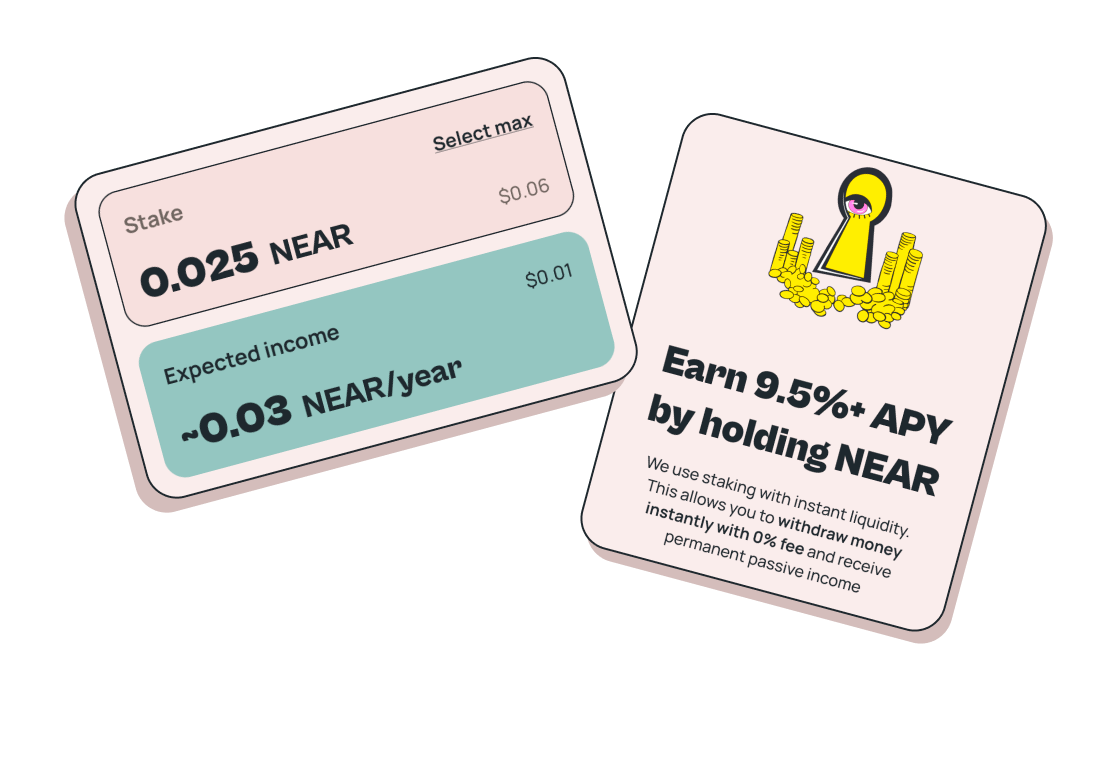 Select max
$0.06
Stake
0.025 NEAR
$0.01
Expected income
~0.03 NEAR/year
Earn 9.5%+ APY
by holding NEAR
We use staking with instant liquidity.
This allows you to withdraw money
instantly with 0% fee and receive
permanent passive income